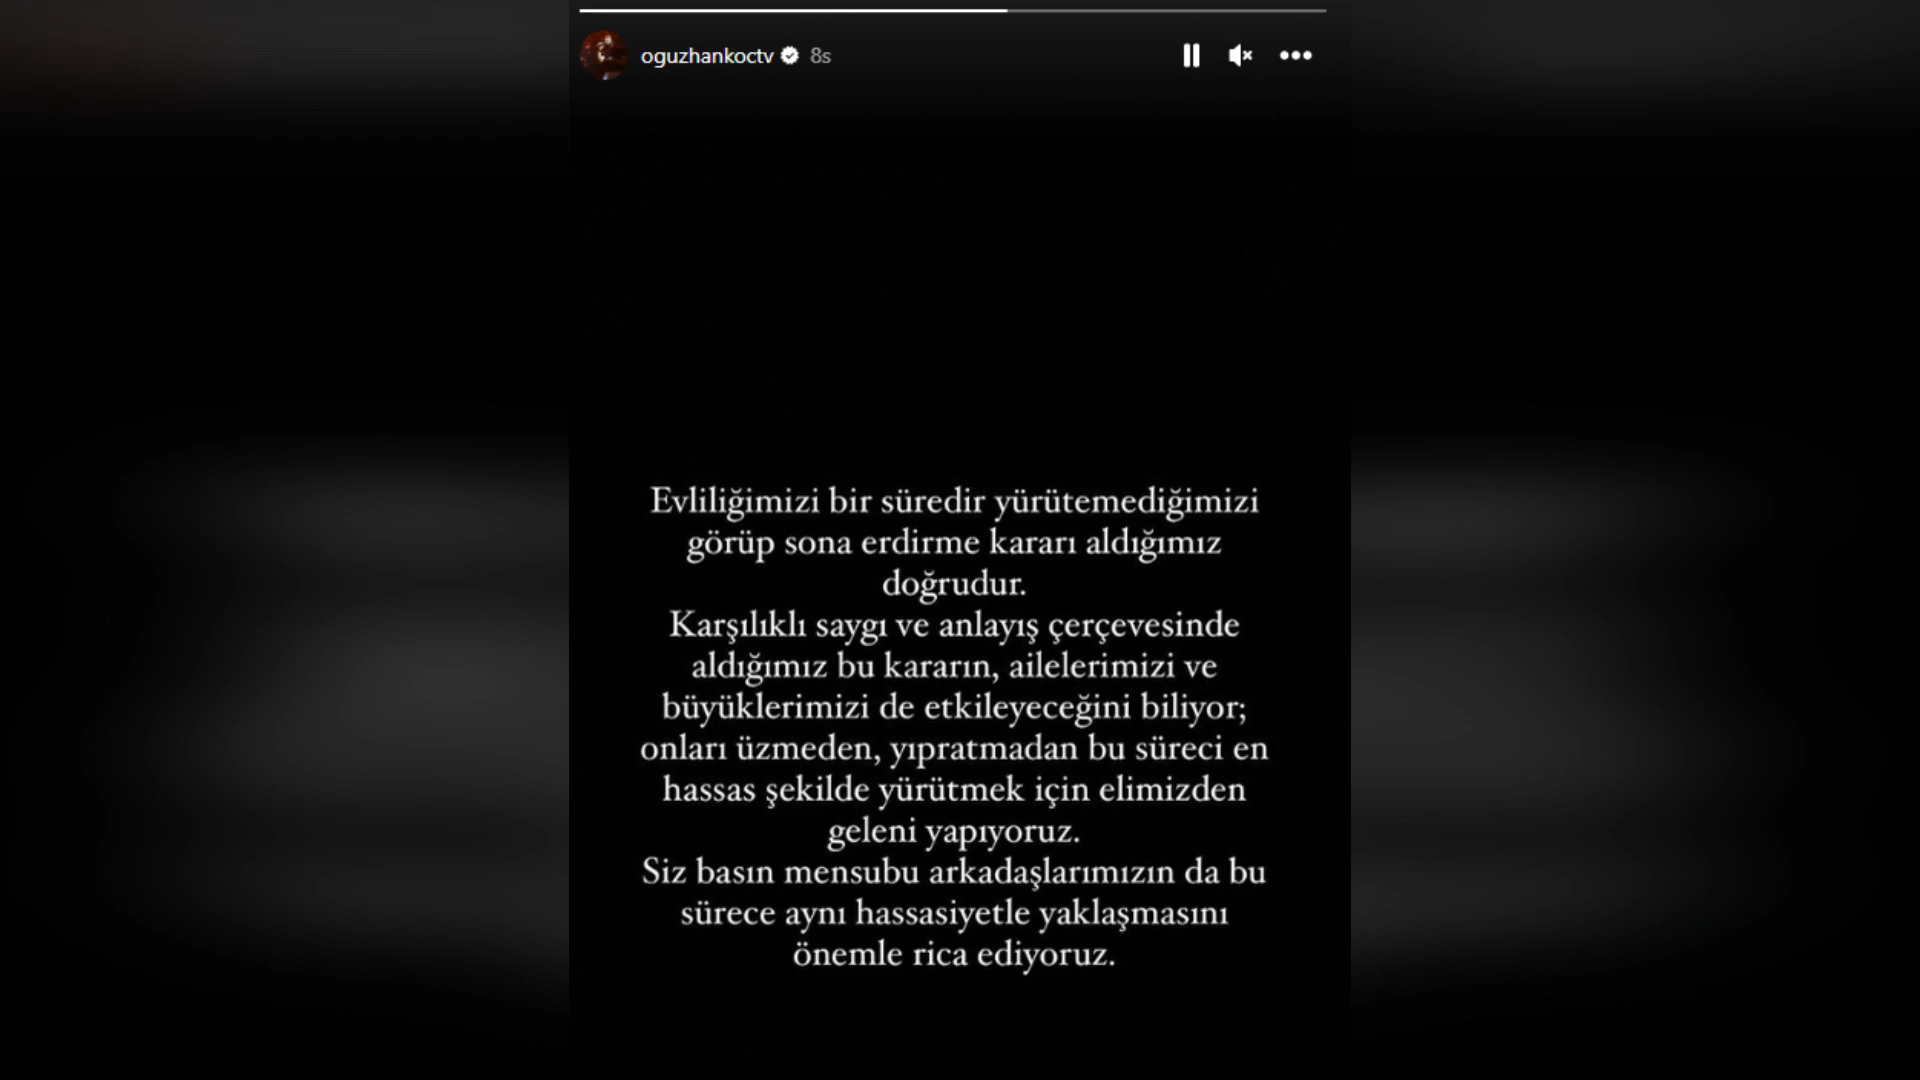 oguzhankoctv 8s
Evliliğimizi bir süredir yürütemediğimizi
görüp sona erdirme kararı aldığımız
doğrudur.
Karşılıklı saygı ve anlayış çerçevesinde
aldığımız bu kararın, ailelerimizi ve
büyüklerimizi de etkileyeceğini biliyor;
onları üzmeden, yıpratmadan bu süreci en
hassas şekilde yürütmek için elimizden
geleni yapıyoruz.
Siz basın mensubu arkadaşlarımızın da bu
sürece aynı hassasiyetle yaklaşmasını
önemle rica ediyoruz.